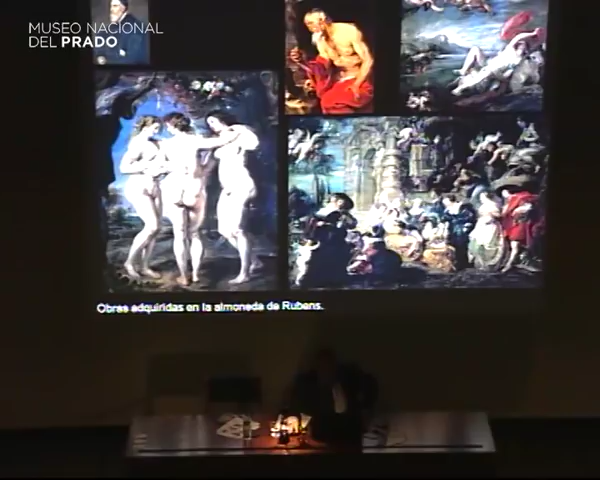 MUSEO NACIONAL
DEL PRADO
Obras adquiridas en la almoneda de Rubens.